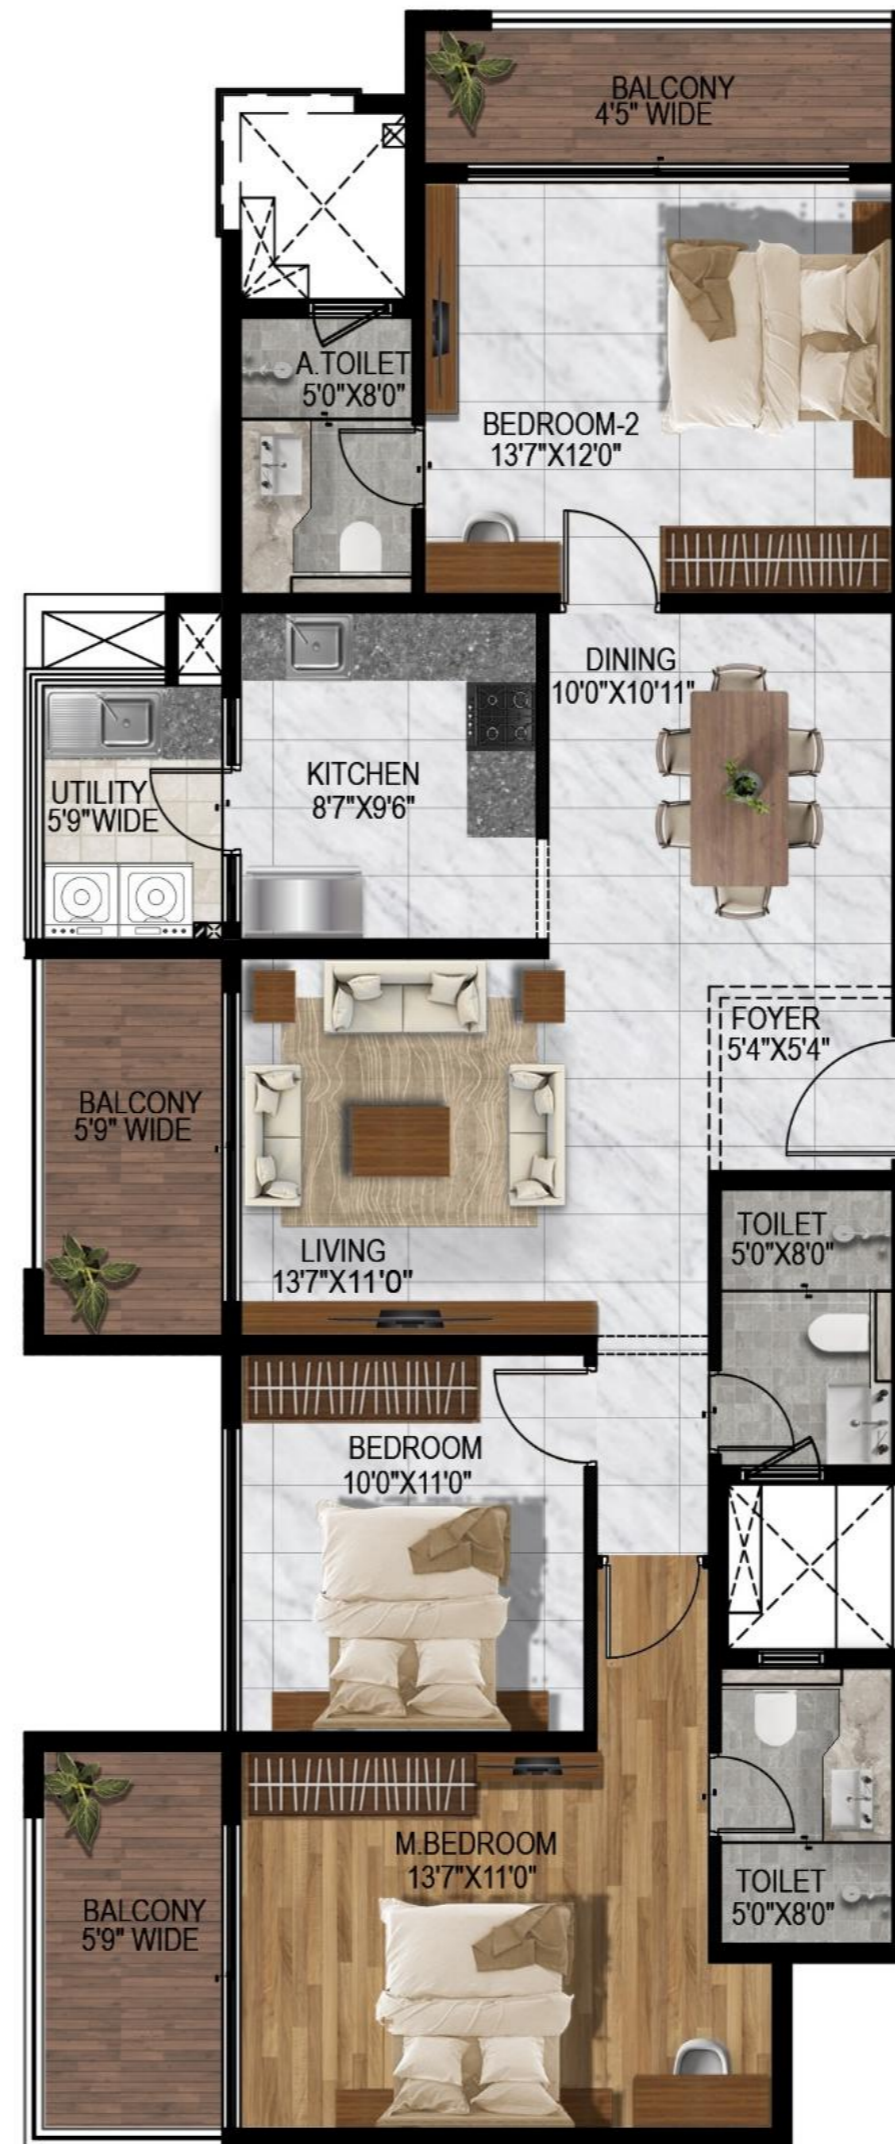 BALCONY
4'5" WIDE
A.TOILET
5'0"X8'0"
BEDROOM-2
13'7"X12'0"
DINING
10'0"X10'11"
KITCHEN
8'7"X9'6"
UTILITY
5'9"WIDE
FOYER
5'4"X5'4"
BALCONY
5'9" WIDE
TOILET
5'0"X8'0"
LIVING
13'7"X11'0"
BEDROOM
10'0"X11'0"
M.BEDROOM
13'7"X11'0"
TOILET
5'0"X8'0"
BALCONY
5'9" WIDE